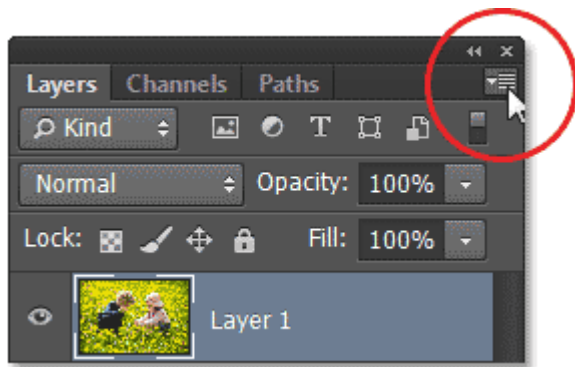 Layers Channels Paths
Kind
Normal Opacity: 100%
Lock: Fill: 100%
Layer 1